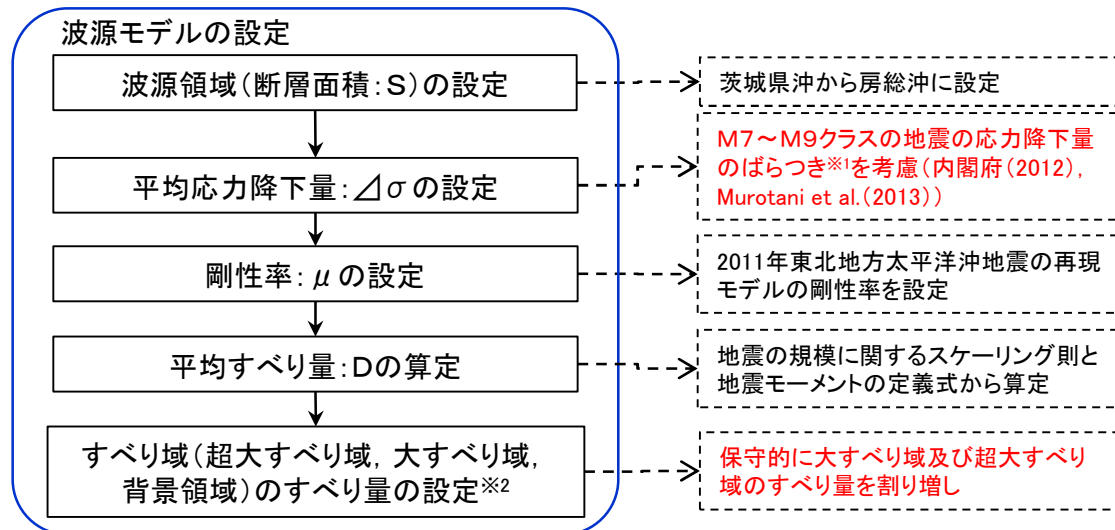 波源モデルの設定
波源領域（断層面積：S）の設定
茨城県沖から房総沖に設定
平均応力降下量：⊿σの設定
M7～M9クラスの地震の応力降下量
のばらつき※1を考慮（内閣府（2012），
Murotani et al.（2013））
剛性率：μの設定
2011年東北地方太平洋沖地震の再現
モデルの剛性率を設定
平均すべり量：Dの算定
地震の規模に関するスケーリング則と
地震モーメントの定義式から算定
すべり域（超大すべり域，大すべり域，
背景領域）のすべり量の設定※2
保守的に大すべり域及び超大すべり
域のすべり量を割り増し